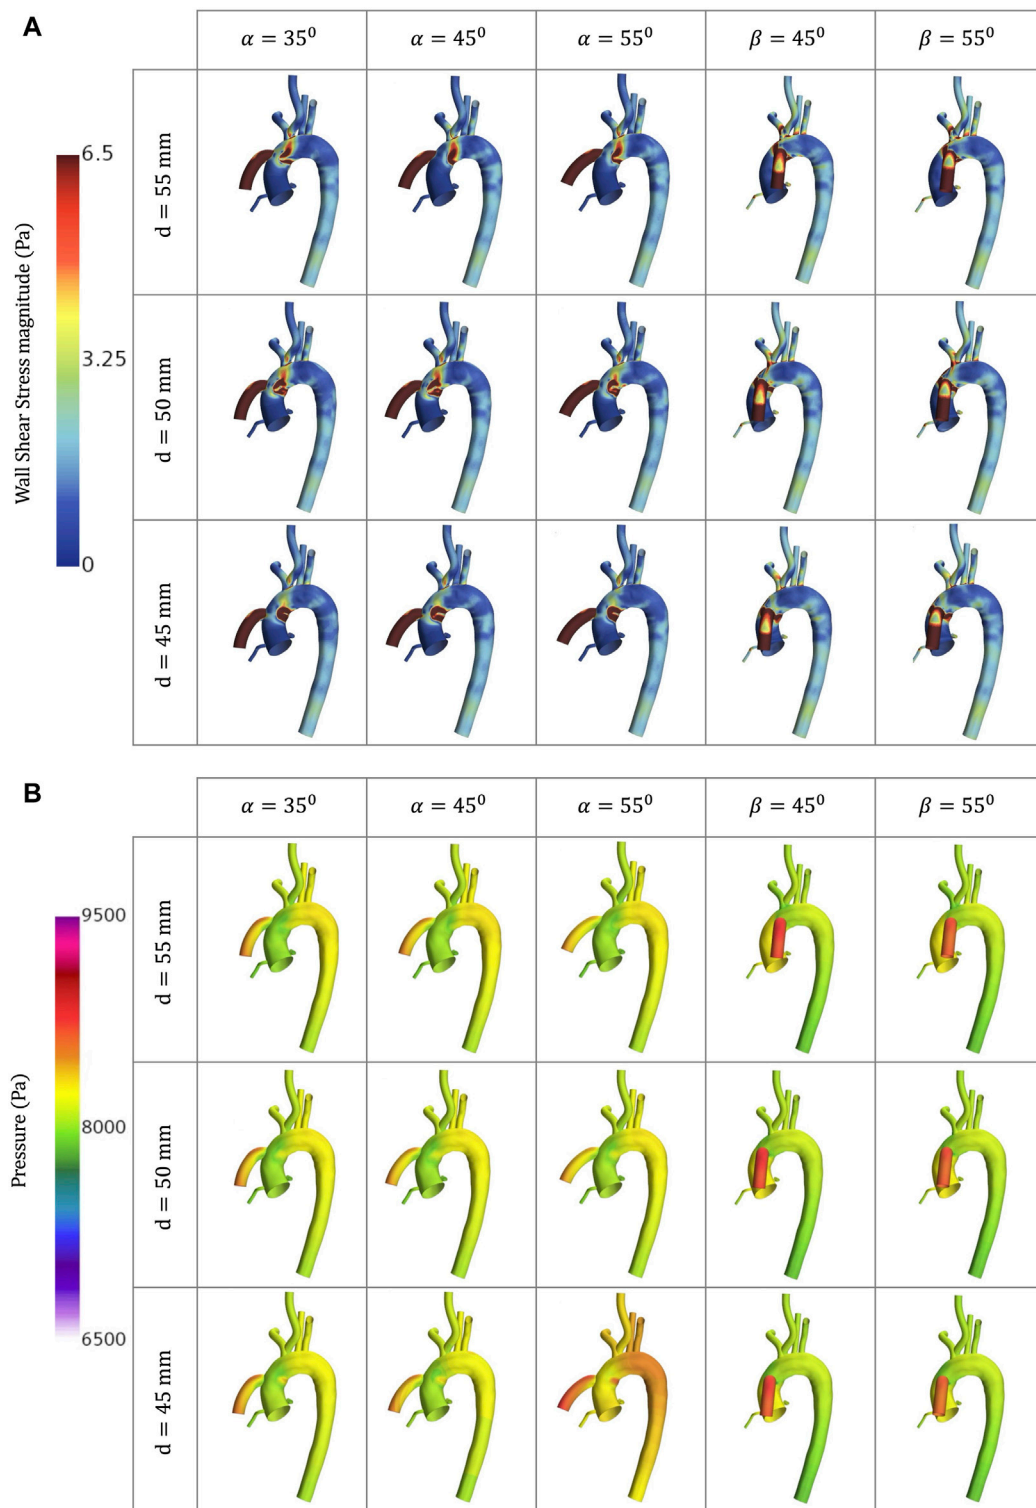 A
α = 35⁰ α = 45⁰ α = 55⁰ β = 45⁰ β = 55⁰
Wall Shear Stress magnitude (Pa)
6.5
3.25
0
d = 55 mm
d = 50 mm
d = 45 mm
B
α = 35⁰ α = 45⁰ α = 55⁰ β = 45⁰ β = 55⁰
Pressure (Pa)
9500
8000
6500
d = 55 mm
d = 50 mm
d = 45 mm